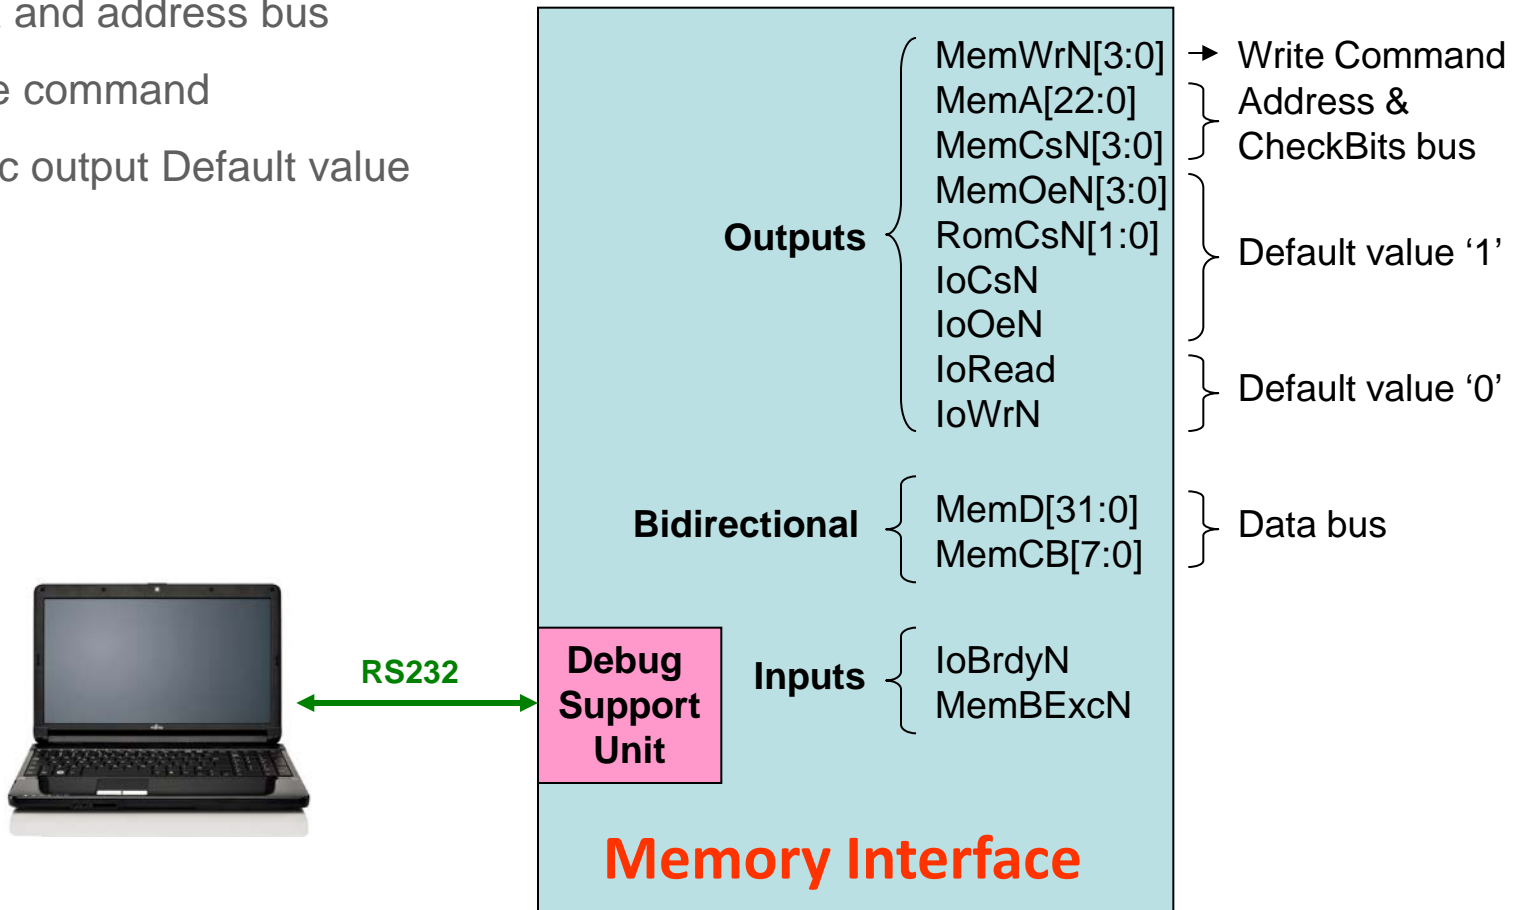 and address bus
command
output Default value
MemWrN[3:0]
MemA[22:0]
MemCsN[3:0]
MemOeN[3:0]
RomCsN[1:0]
IoCsN
IoOeN
IoRead
IoWrN
Outputs
Write Command
Address &
CheckBits bus
Default value ‘1’
Default value ‘0’
Bidirectional
MemD[31:0]
MemCB[7:0]
Data bus
RS232
Debug
Support
Unit
Inputs
IoBrdyN
MemBExcN
Memory Interface